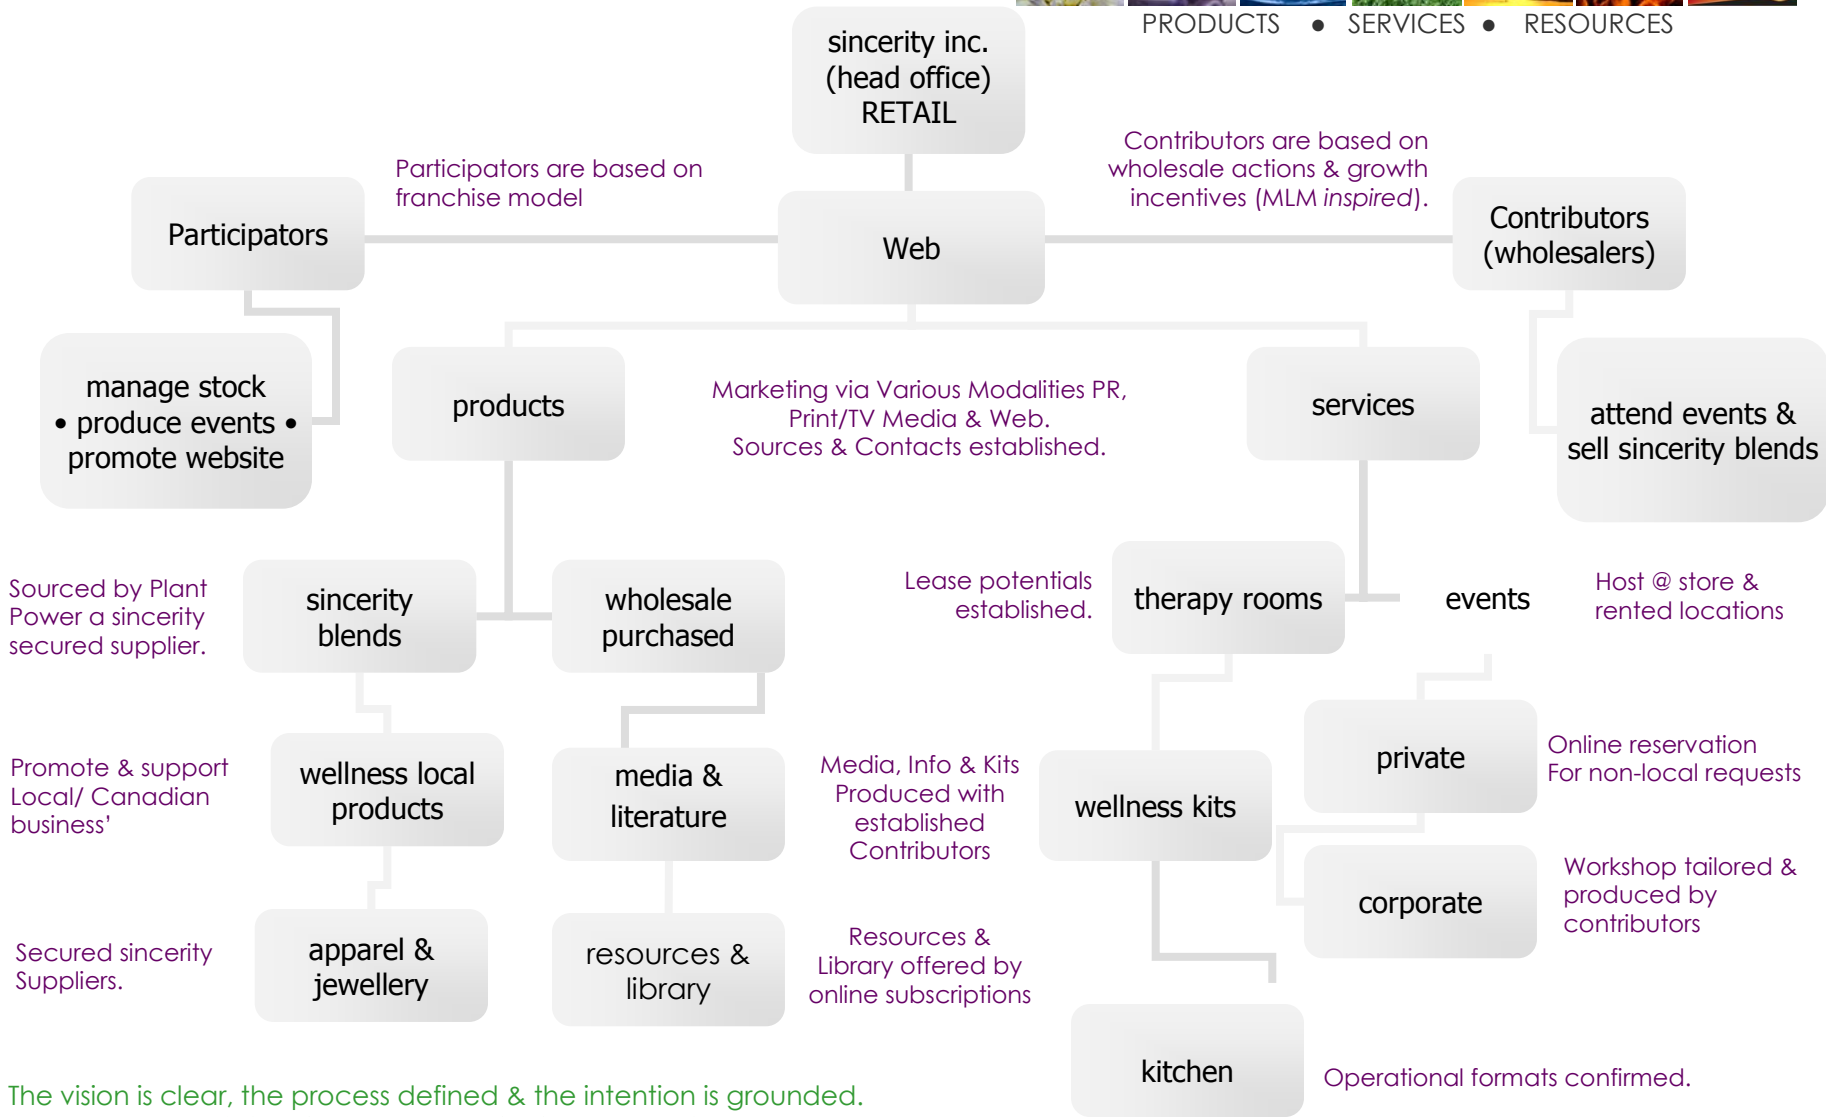 PRODUCTS ● SERVICES ● RESOURCES
sincerity inc.
(head office)
RETAIL
Participators are based on
franchise model
Contributors are based on
wholesale actions & growth
incentives (MLM inspired).
Participators
Web
Contributors
(wholesalers)
manage stock
• produce events •
promote website
products
Marketing via Various Modalities PR,
Print/TV Media & Web.
Sources & Contacts established.
services
attend events &
sell sincerity blends
Sourced by Plant
Power a sincerity
secured supplier.
sincerity
blends
wholesale
purchased
Lease potentials
established.
therapy rooms
events
Host @ store &
rented locations
Promote & support
Local/ Canadian
business’
wellness local
products
media &
literature
Media, Info & Kits
Produced with
established
Contributors
wellness kits
private
Online reservation
For non-local requests
corporate
Workshop tailored &
produced by
contributors
Secured sincerity
Suppliers.
apparel &
jewellery
resources &
library
Resources &
Library offered by
online subscriptions
kitchen
Operational formats confirmed.
The vision is clear, the process defined & the intention is grounded.